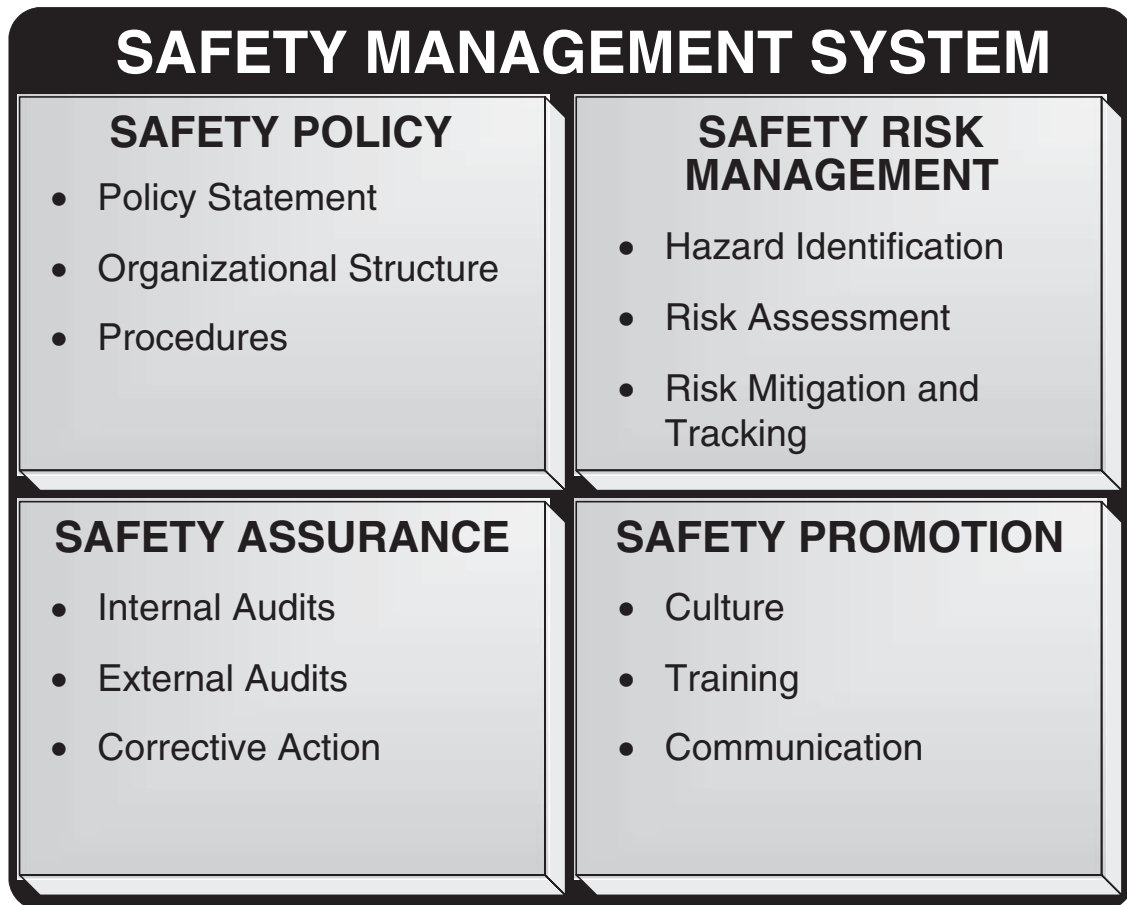 SAFETY MANAGEMENT SYSTEM
SAFETY POLICY
• Policy Statement
• Organizational Structure
• Procedures
SAFETY RISK
MANAGEMENT
• Hazard Identification
• Risk Assessment
• Risk Mitigation and
Tracking
SAFETY ASSURANCE
• Internal Audits
• External Audits
• Corrective Action
SAFETY PROMOTION
• Culture
• Training
• Communication